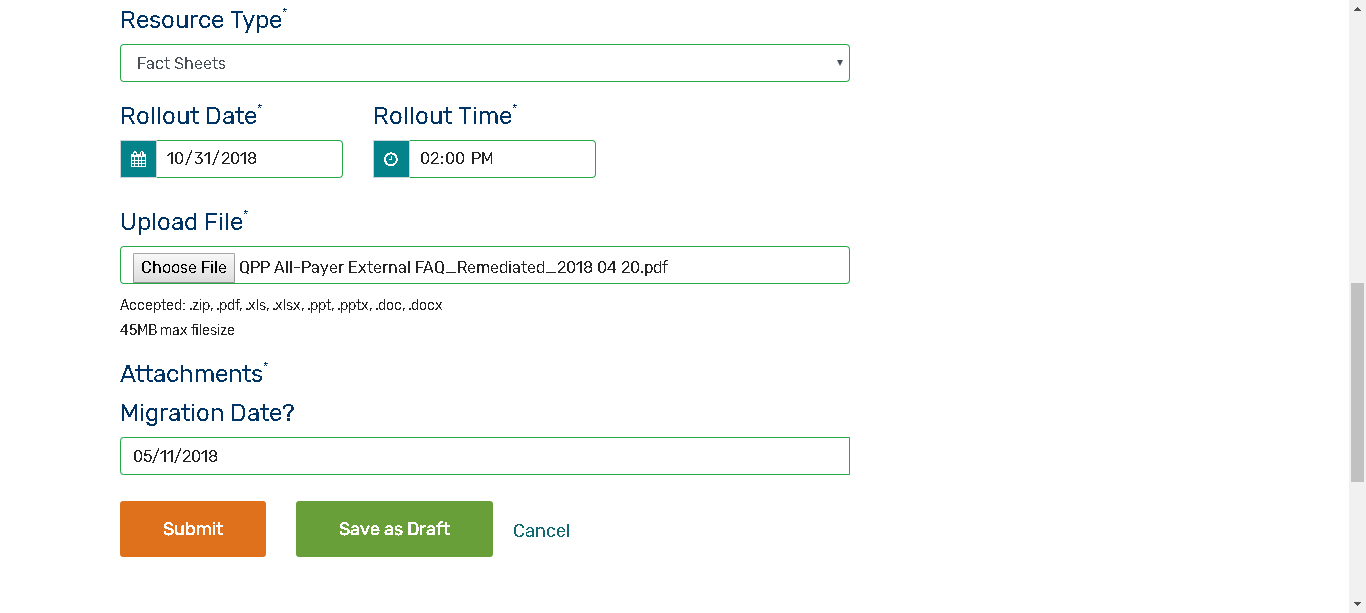 Resource Type*
Fact Sheets
Rollout Date* Rollout Time*
10/31/2018 02:00 PM
Upload File*
Choose File QPP All-Payer External FAQ_Remediated_2018 04 20.pdf
Accepted: .zip, .pdf, .xls, .xlsx, .ppt, .pptx, .doc, .docx
45MB max filesize
Attachments*
Migration Date?
05/11/2018
Submit Save as Draft Cancel